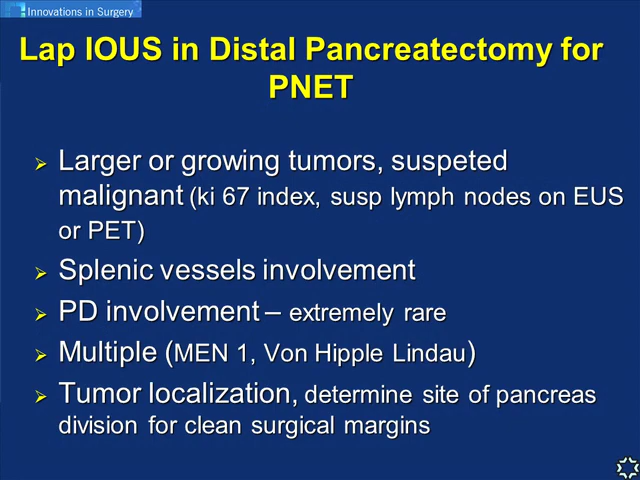 Innovations in Surgery
Lap IOUS in Distal Pancreatectomy for
PNET
Larger or growing tumors, suspeted
malignant (ki 67 index, susp lymph nodes on EUS
or PET)
Splenic vessels involvement
PD involvement – extremely rare
Multiple (MEN 1, Von Hipple Lindau)
Tumor localization, determine site of pancreas
division for clean surgical margins